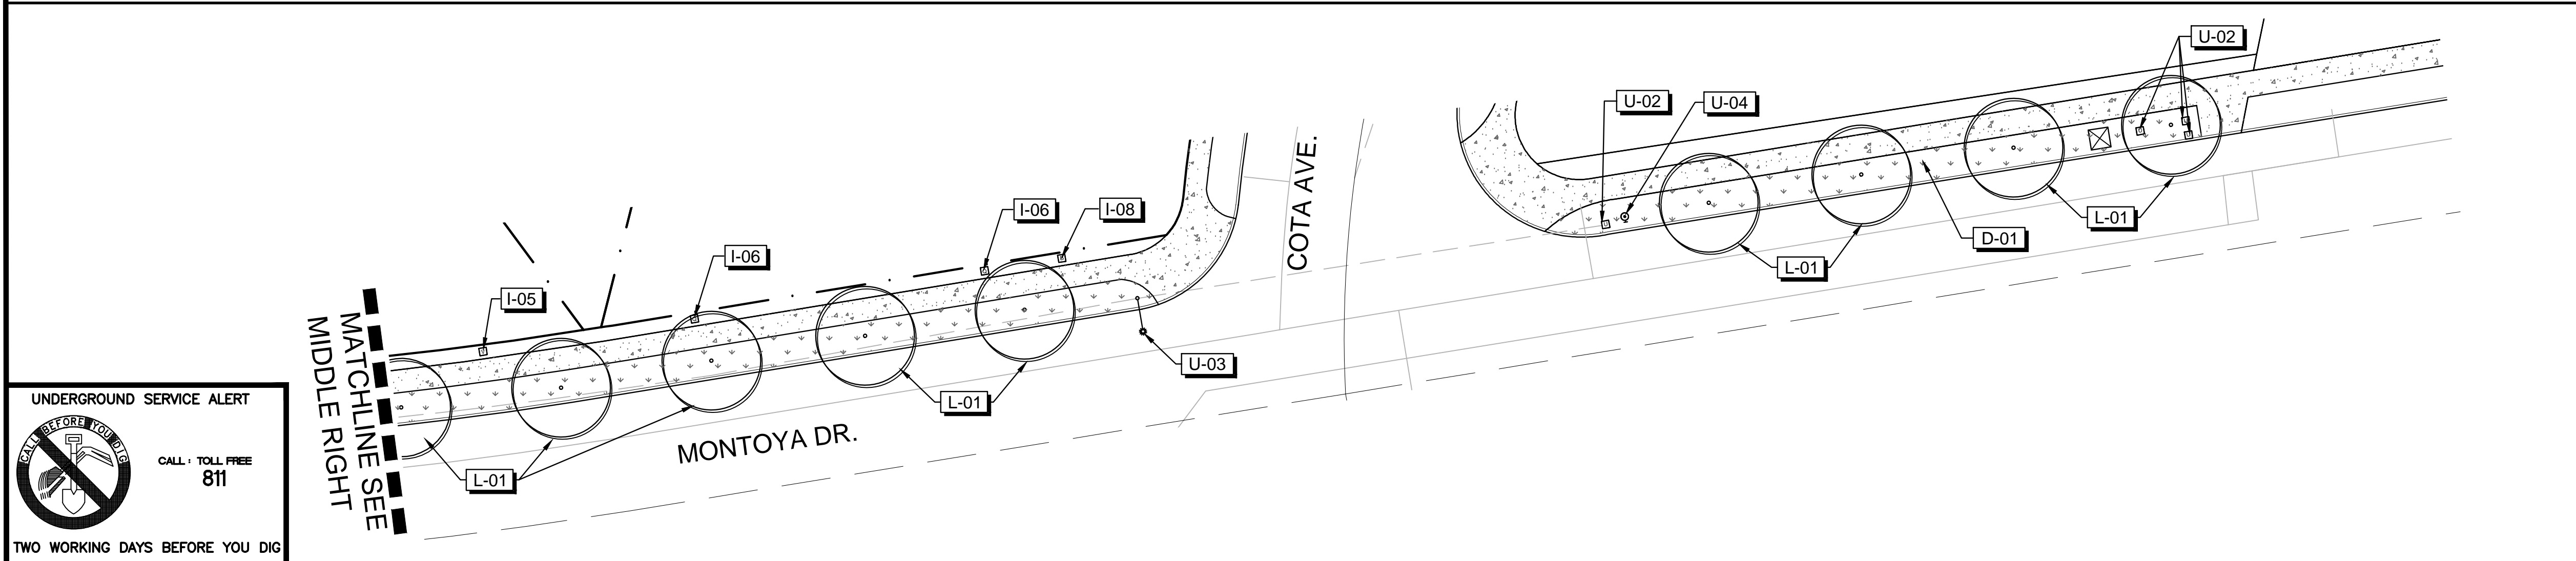 U-02
U-02
U-04
COTA AVE.
I-06
I-08
L-01
D-01
I-06
L-01
I-05
MATCHLINE SEE
MIDDLE RIGHT
U-03
L-01
MONTOYA DR.
L-01
UNDERGROUND SERVICE ALERT
CALL BEFORE YOU DIG
CALL: TOLL FREE
811
TWO WORKING DAYS BEFORE YOU DIG